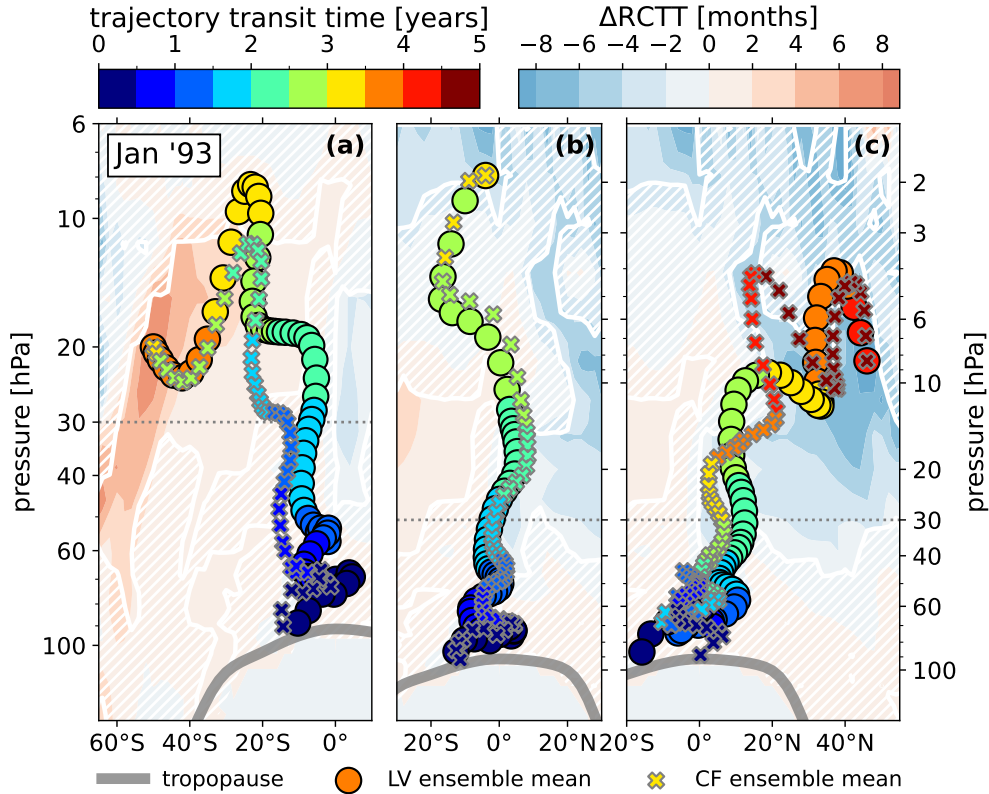 trajectory transit time [years]
ΔRCTT [months]
0 1 2 3 4 5
−8 −6 −4 −2 0 2 4 6 8
Jan '93
(a)
(b)
(c)
pressure [hPa]
6
10
20
30
40
60
100
2
3
6
10
20
30
40
60
100
pressure [hPa]
60°S 40°S 20°S 0°
20°S 0° 20°N
20°S 0° 20°N 40°N
tropopause
LV ensemble mean
CF ensemble mean